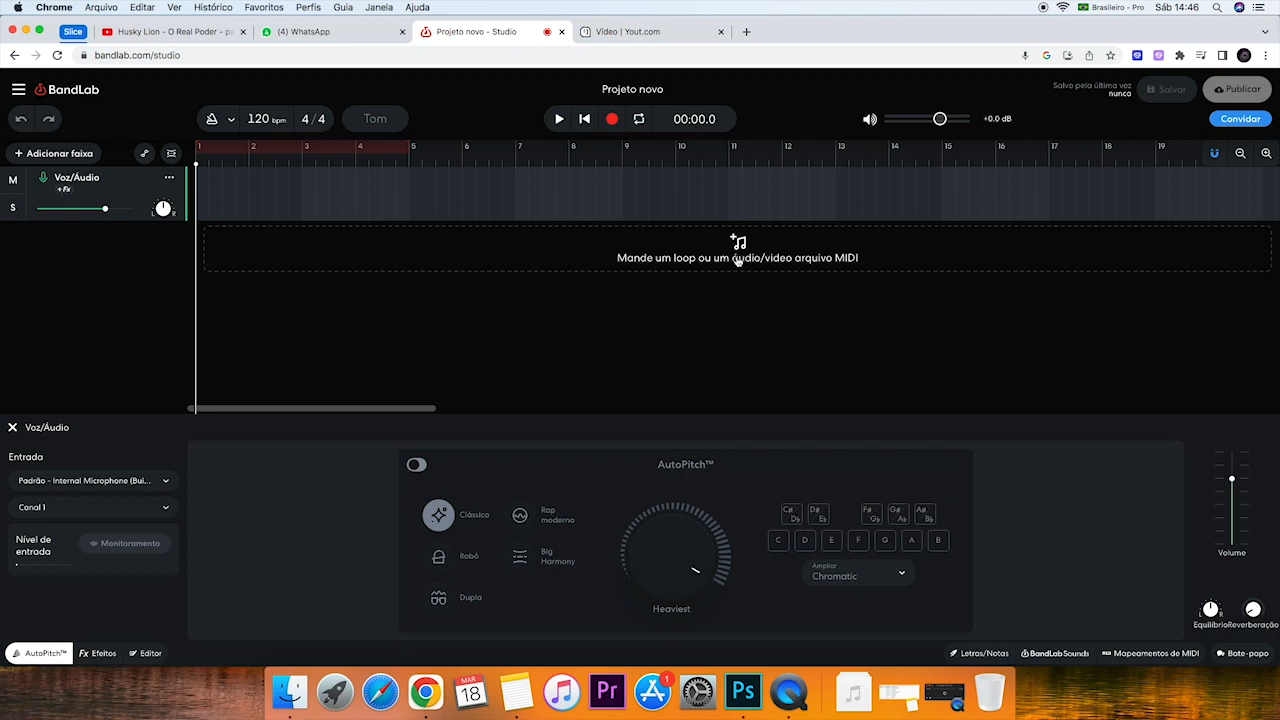 Chrome Arquivo Editar Ver Histórico Favoritos Perfis Guia Janela Ajuda Brasileiro - Pro Sáb 14:46
Slice Husky Lion - O Real Poder - pa (4) WhatsApp Projeto novo - Studio Vídeo | Yout.com
bandlab.com/studio
BandLab Projeto novo Salvo pela última vez nunca Salvar Publicar
120 bpm 4 / 4 Tom 00:00.0 +0.0 dB Convidar
Adicionar faixa 1 2 3 4 5 6 7 8 9 10 11 12 13 14 15 16 17 18 19
M Voz/Áudio
+Fx
S L R
Mande um loop ou um áudio/video arquivo MIDI
Voz/Áudio
Entrada
AutoPitch™
Padrão - Internal Microphone (Bui...
Canal 1
Nível de entrada
Monitoramento
Clássica
Rap moderno
Robô
Big Harmony
Dupla
Heaviest
C# Db D# Eb F# Gb G# Ab A# Bb
C D E F G A B
Ampliar
Chromatic
Volume
L R
Equilíbrio Reverberação
AutoPitch™ Fx Efeitos Editor Letras/Notas BandLab Sounds Mapeamentos de MIDI Bate-papo
MAR
18
Pr
1
Ps